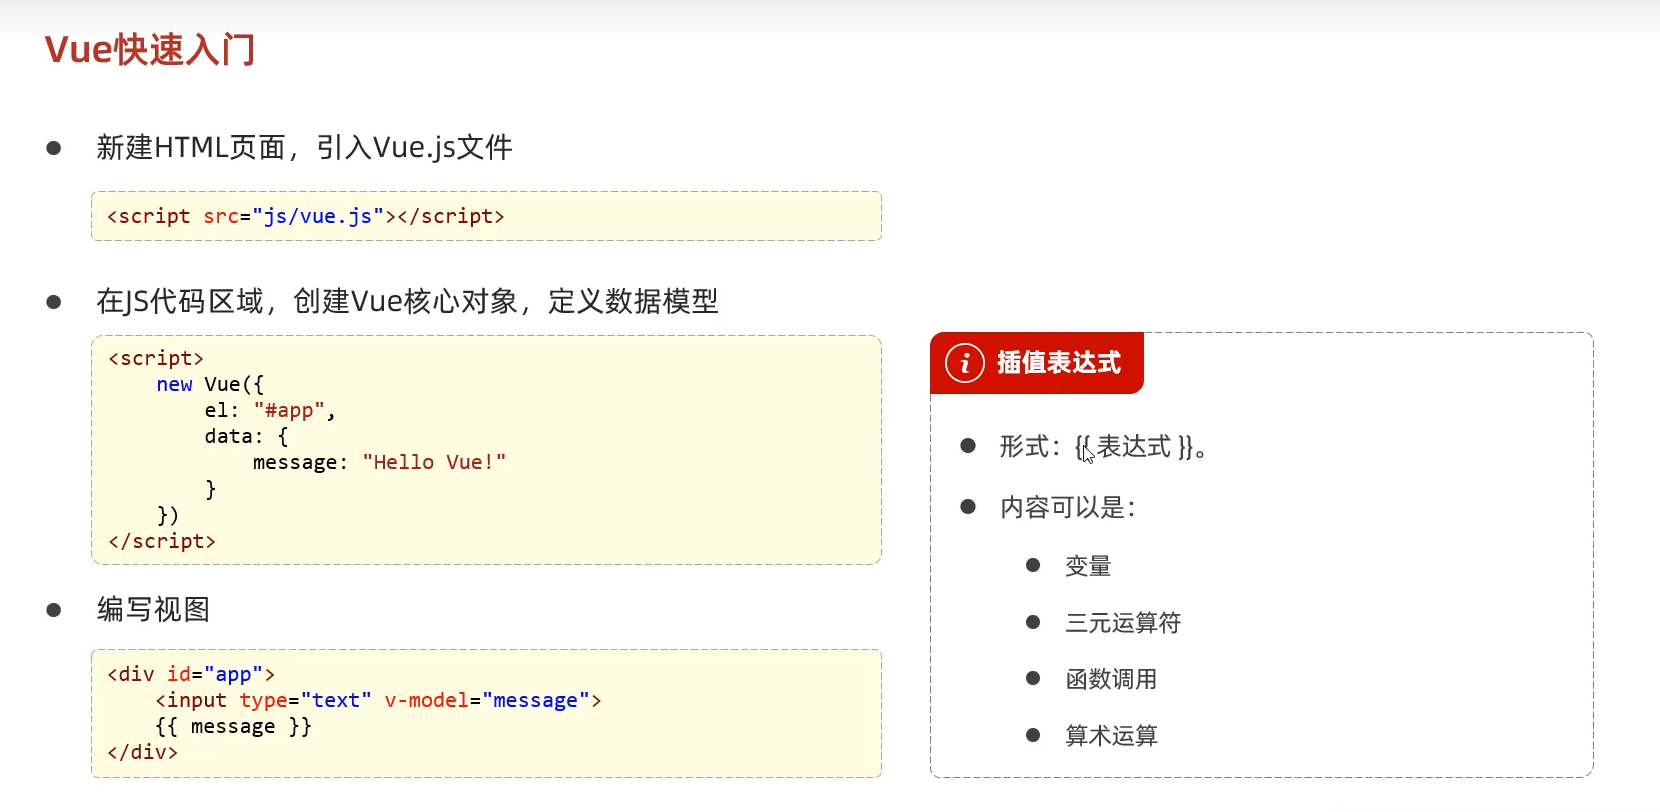 Vue快速入门
新建HTML页面，引入Vue.js文件
<script src="js/vue.js"></script>
在JS代码区域，创建Vue核心对象，定义数据模型
<script>
    new Vue({
        el: "#app",
        data: {
            message: "Hello Vue!"
        }
    })
</script>
编写视图
<div id="app">
    <input type="text" v-model="message">
    {{ message }}
</div>
插值表达式
形式：{{ 表达式 }}。
内容可以是：
变量
三元运算符
函数调用
算术运算